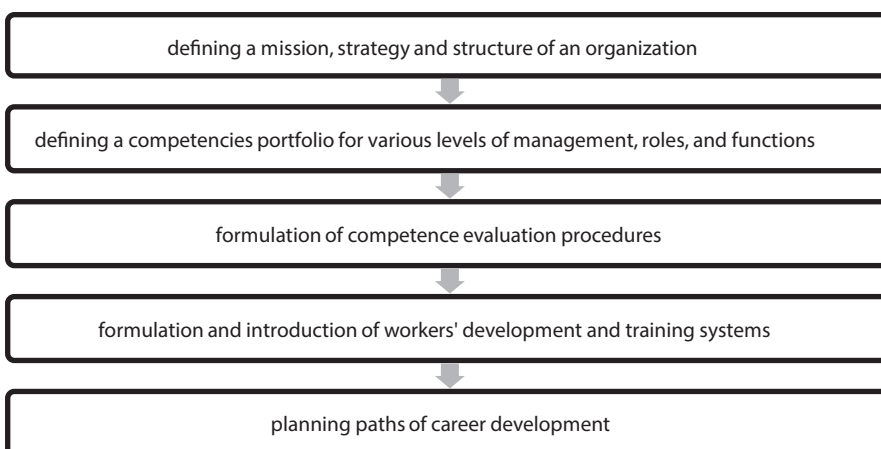 defining a mission, strategy and structure of an organization
defining a competencies portfolio for various levels of management, roles, and functions
formulation of competence evaluation procedures
formulation and introduction of workers' development and training systems
planning paths of career development